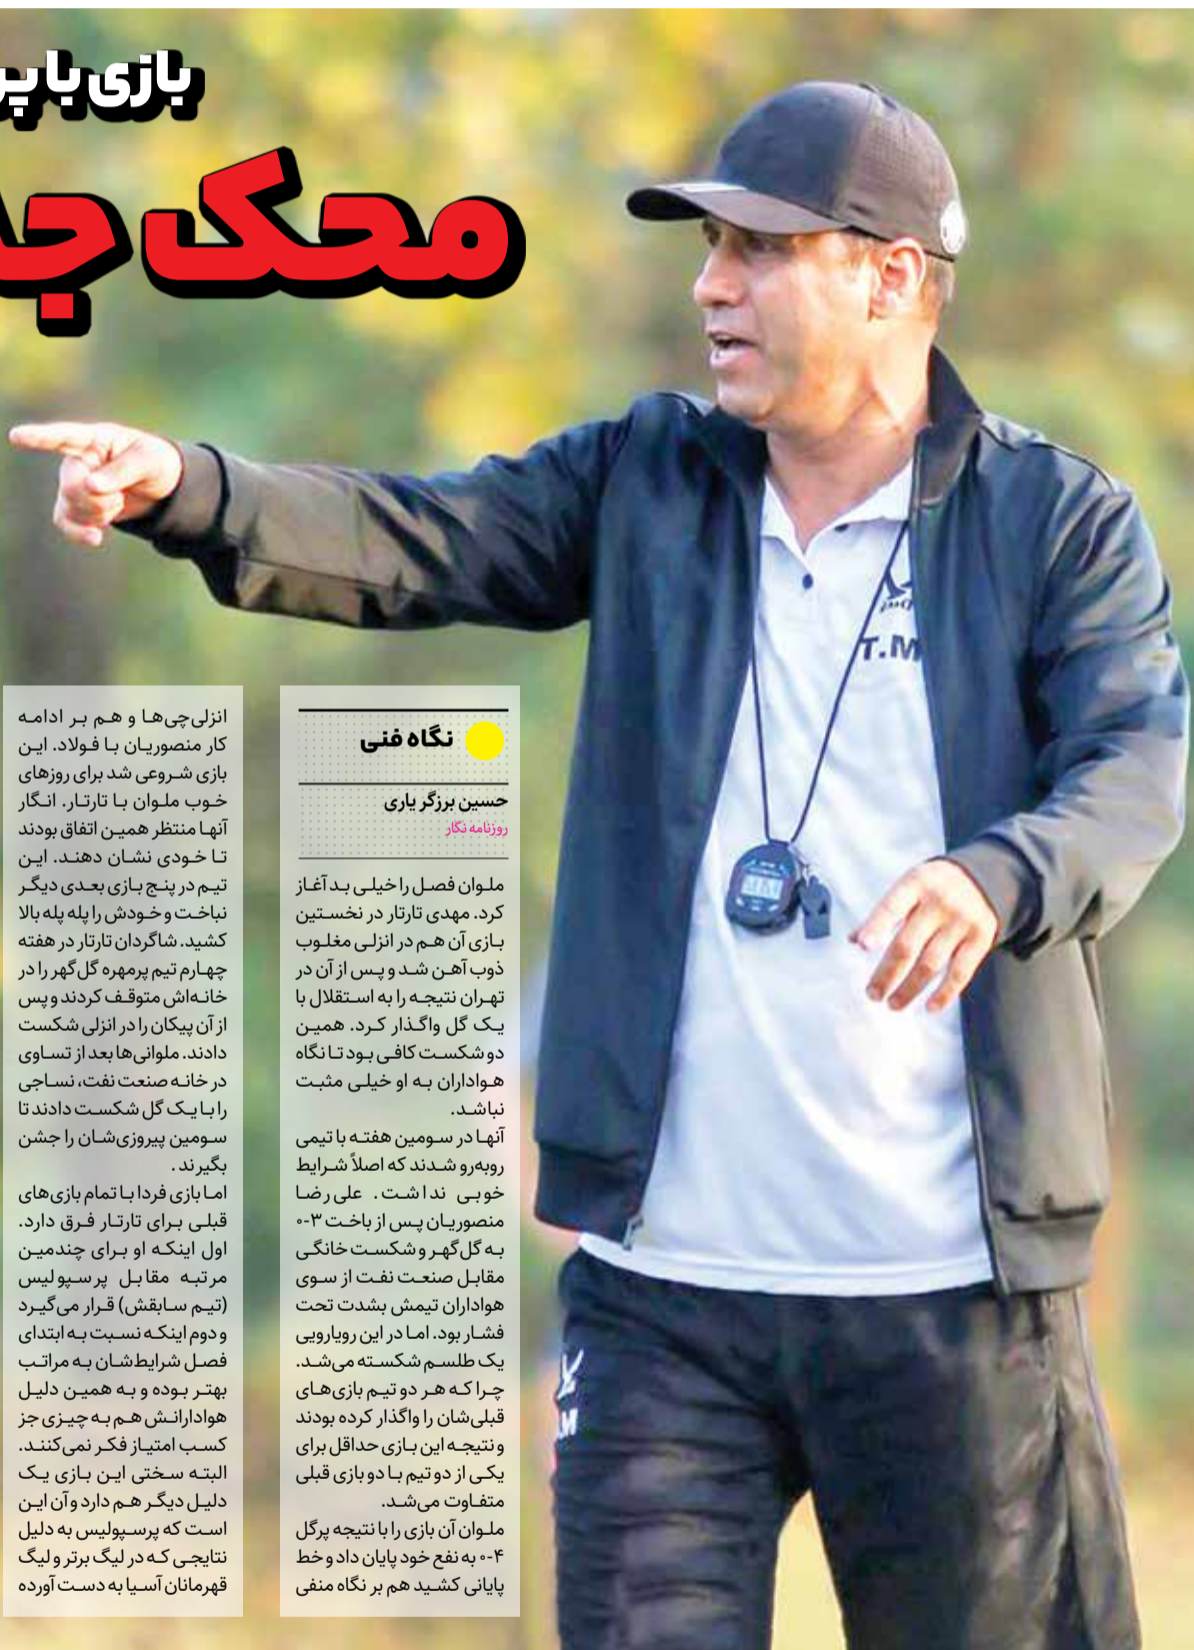 بازی با پر
محک جد
نگاه فنی
حسین برزگر یاری
روزنامه نگار
ملوان فصل را خیلی بد آغاز
کرد. مهدی تارتار در نخستین
بازی آن هم در انزلی مغلوب
ذوب آهن شد و پس از آن در
تهران نتیجه را به استقلال با
یک گل واگذار کرد. همین
دو شکست کافی بود تا نگاه
هواداران به او خیلی مثبت
نباشد.
آنها در سومین هفته با تیمی
روبه‌رو شدند که اصلاً شرایط
خوبی نداشت. علی رضا
منصوریان پس از باخت ۳-۰
به گل‌گهر و شکست خانگی
مقابل صنعت نفت از سوی
هواداران تیمش بشدت تحت
فشار بود. اما در این رویارویی
یک طلسم شکسته می‌شد.
چرا که هر دو تیم بازی‌های
قبلی‌شان را واگذار کرده بودند
و نتیجه این بازی حداقل برای
یکی از دو تیم با دو بازی قبلی
متفاوت می‌شد.
ملوان آن بازی را با نتیجه پرگل
۴-۰ به نفع خود پایان داد و خط
پایانی کشید هم بر نگاه منفی
انزلی‌چی‌ها و هم بر ادامه
کار منصوریان با فولاد. این
بازی شروعی شد برای روزهای
خوب ملوان با تارتار. انگار
آنها منتظر همین اتفاق بودند
تا خودی نشان دهند. این
تیم در پنج بازی بعدی دیگر
نباخت و خودش را پله پله بالا
کشید. شاگردان تارتار در هفته
چهارم تیم پرمهره گل‌گهر را در
خانه‌اش متوقف کردند و پس
از آن پیکان را در انزلی شکست
دادند. ملوانی‌ها بعد از تساوی
در خانه صنعت نفت، نساجی
را با یک گل شکست دادند تا
سومین پیروزی‌شان را جشن
بگیرند.
اما بازی فردا با تمام بازی‌های
قبلی برای تارتار فرق دارد.
اول اینکه او برای چندمین
مرتبه مقابل پرسپولیس
(تیم سابقش) قرار می‌گیرد
و دوم اینکه نسبت به ابتدای
فصل شرایط‌شان به مراتب
بهتر بوده و به همین دلیل
هوادارانش هم به چیزی جز
کسب امتیاز فکر نمی‌کنند.
البته سختی این بازی یک
دلیل دیگر هم دارد و آن این
است که پرسپولیس به دلیل
نتایجی که در لیگ برتر و لیگ
قهرمانان آسیا به دست آورده
T.M